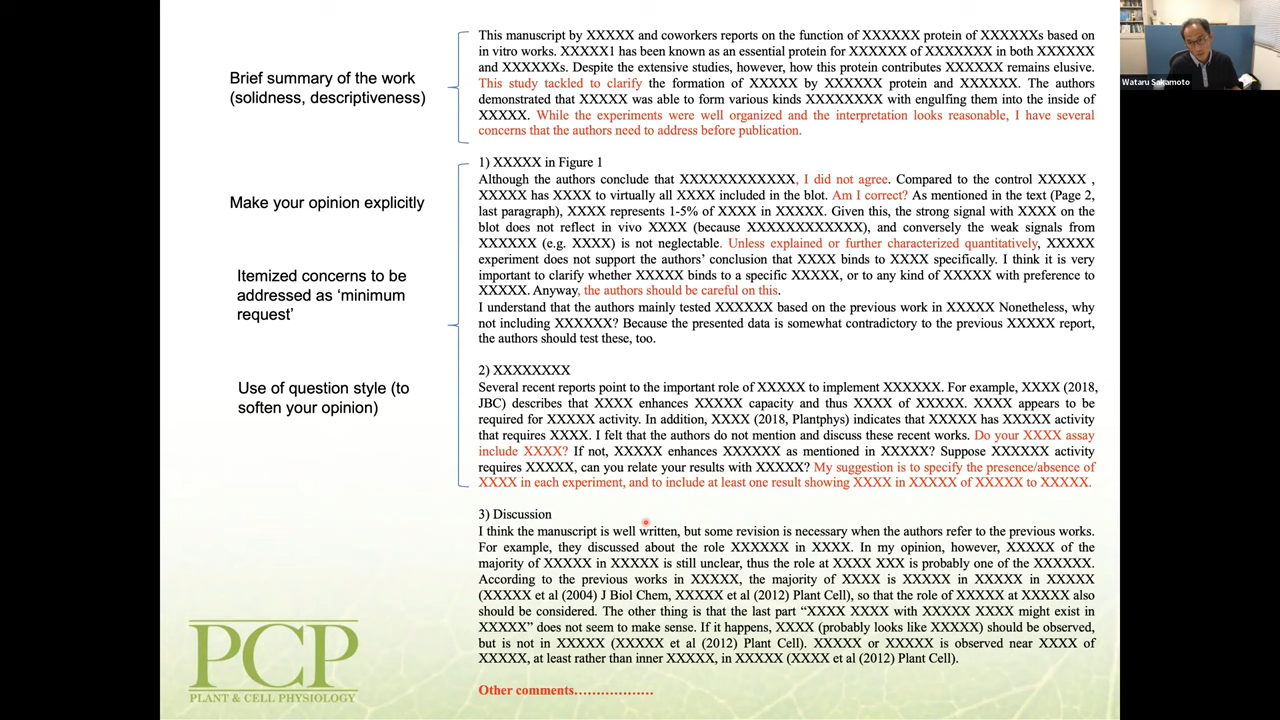 Brief summary of the work
(solidness, descriptiveness)
This manuscript by XXXXX and coworkers reports on the function of XXXXXX protein of XXXXXXs based on
in vitro works. XXXXX1 has been known as an essential protein for XXXXXX of XXXXXXX in both XXXXXX
and XXXXXXs. Despite the extensive studies, however, how this protein contributes XXXXXX remains elusive.
This study tackled to clarify the formation of XXXXX by XXXXXX protein and XXXXXX. The authors
demonstrated that XXXXX was able to form various kinds XXXXXXXX with engulfing them into the inside of
XXXXX. While the experiments were well organized and the interpretation looks reasonable, I have several
concerns that the authors need to address before publication.
Make your opinion explicitly
Itemized concerns to be
addressed as ‘minimum
request’
Use of question style (to
soften your opinion)
1) XXXXX in Figure 1
Although the authors conclude that XXXXXXXXXXXX, I did not agree. Compared to the control XXXXX ,
XXXXX has XXXX to virtually all XXXX included in the blot. Am I correct? As mentioned in the text (Page 2,
last paragraph), XXXX represents 1-5% of XXXX in XXXXX. Given this, the strong signal with XXXX on the
blot does not reflect in vivo XXXX (because XXXXXXXXXXXX), and conversely the weak signals from
XXXXXX (e.g. XXXX) is not neglectable. Unless explained or further characterized quantitatively, XXXXX
experiment does not support the authors’ conclusion that XXXX binds to XXXX specifically. I think it is very
important to clarify whether XXXXX binds to a specific XXXXX, or to any kind of XXXXX with preference to
XXXXX. Anyway, the authors should be careful on this.
I understand that the authors mainly tested XXXXXX based on the previous work in XXXXX Nonetheless, why
not including XXXXXX? Because the presented data is somewhat contradictory to the previous XXXXX report,
the authors should test these, too.
2) XXXXXXXX
Several recent reports point to the important role of XXXXX to implement XXXXXX. For example, XXXX (2018,
JBC) describes that XXXX enhances XXXXX capacity and thus XXXX of XXXXX. XXXX appears to be
required for XXXXX activity. In addition, XXXX (2018, Plantphys) indicates that XXXXX has XXXXX activity
that requires XXXX. I felt that the authors do not mention and discuss these recent works. Do your XXXX assay
include XXXX? If not, XXXXX enhances XXXXXX as mentioned in XXXXX? Suppose XXXXXX activity
requires XXXXX, can you relate your results with XXXXX? My suggestion is to specify the presence/absence of
XXXX in each experiment, and to include at least one result showing XXXX in XXXXX of XXXXX to XXXXX.
3) Discussion
I think the manuscript is well written, but some revision is necessary when the authors refer to the previous works.
For example, they discussed about the role XXXXXX in XXXX. In my opinion, however, XXXXX of the
majority of XXXXX in XXXXX is still unclear, thus the role at XXXX XXX is probably one of the XXXXXX.
According to the previous works in XXXXX, the majority of XXXX is XXXXX in XXXXX in XXXXX
(XXXXX et al (2004) J Biol Chem, XXXXX et al (2012) Plant Cell), so that the role of XXXXX at XXXXX also
should be considered. The other thing is that the last part “XXXX XXXX with XXXXX XXXX might exist in
XXXXX” does not seem to make sense. If it happens, XXXX (probably looks like XXXXX) should be observed,
but is not in XXXXX (XXXXX et al (2012) Plant Cell). XXXXX or XXXXX is observed near XXXX of
XXXXX, at least rather than inner XXXXX, in XXXXX (XXXX et al (2012) Plant Cell).
Other comments………………
PCP
PLANT & CELL PHYSIOLOGY
Wataru Sakamoto